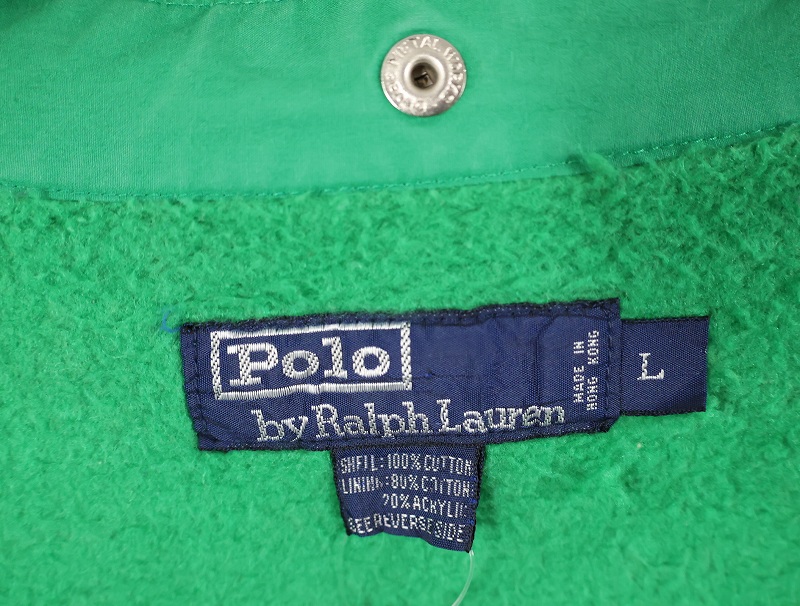 METAL
Polo
by Ralph Lauren
MADE IN
HONG KONG
L
SHELL:100% COTTON
LINING:80% COTTON
20% ACRYLIC
SEE REVERSE SIDE